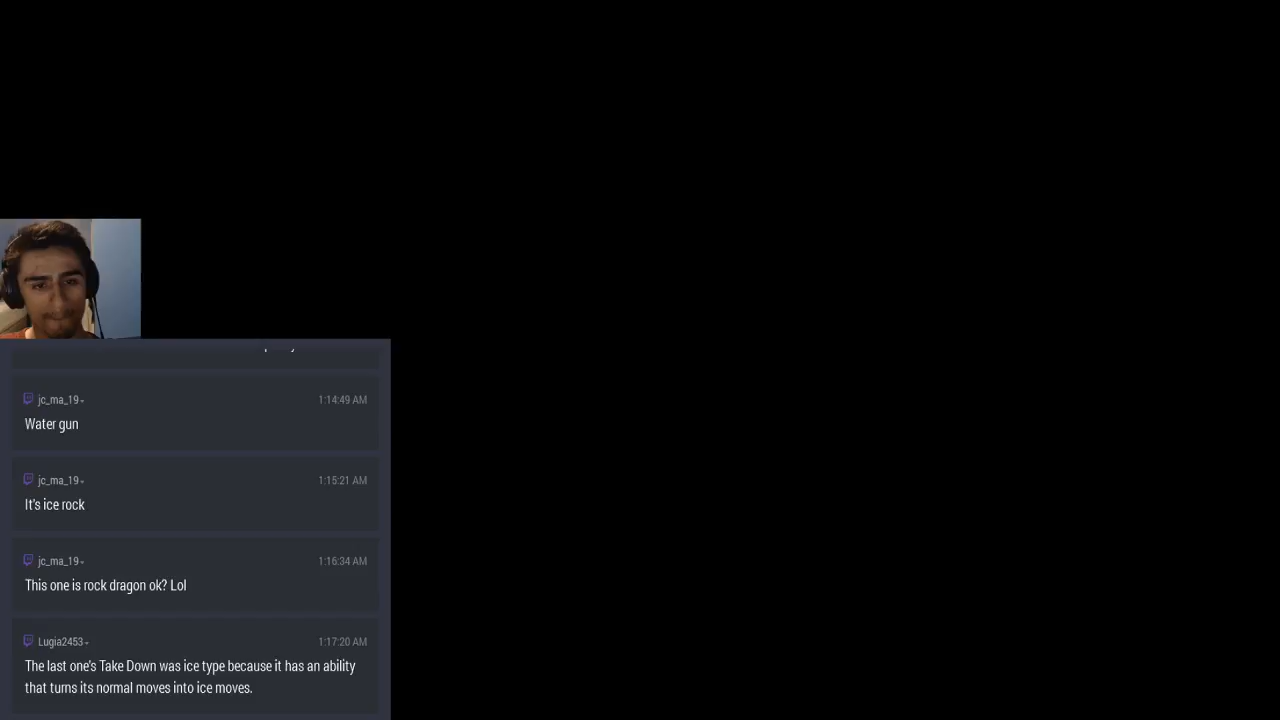 jc_ma_19
1:14:49 AM
Water gun
jc_ma_19
1:15:21 AM
It's ice rock
jc_ma_19
1:16:34 AM
This one is rock dragon ok? Lol
Lugia2453
1:17:20 AM
The last one's Take Down was ice type because it has an ability
that turns its normal moves into ice moves.